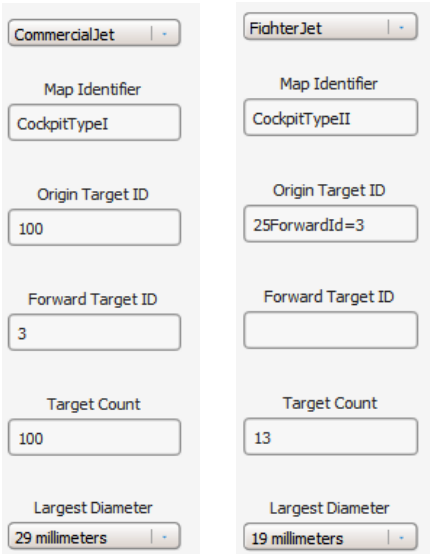 CommercialJet
Map Identifier
CockpitTypeI
Origin Target ID
100
Forward Target ID
3
Target Count
100
Largest Diameter
29 millimeters
FighterJet
Map Identifier
CockpitTypeII
Origin Target ID
25ForwardId=3
Forward Target ID
Target Count
13
Largest Diameter
19 millimeters